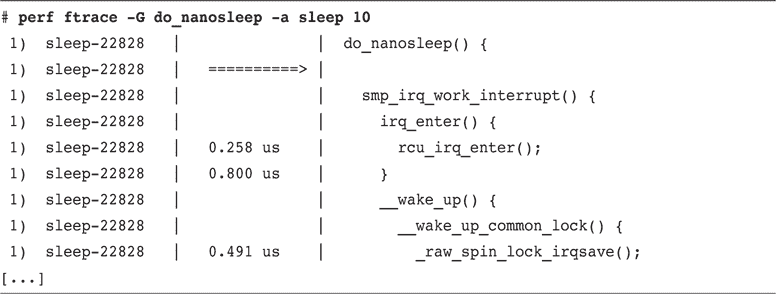 # perf ftrace -G do_nanosleep -a sleep 10
1) sleep-22828 | | do_nanosleep() {
1) sleep-22828 | ==========> |
1) sleep-22828 | | smp_irq_work_interrupt() {
1) sleep-22828 | | irq_enter() {
1) sleep-22828 | 0.258 us | rcu_irq_enter();
1) sleep-22828 | 0.800 us | }
1) sleep-22828 | | __wake_up() {
1) sleep-22828 | | __wake_up_common_lock() {
1) sleep-22828 | 0.491 us | _raw_spin_lock_irqsave();
[...]